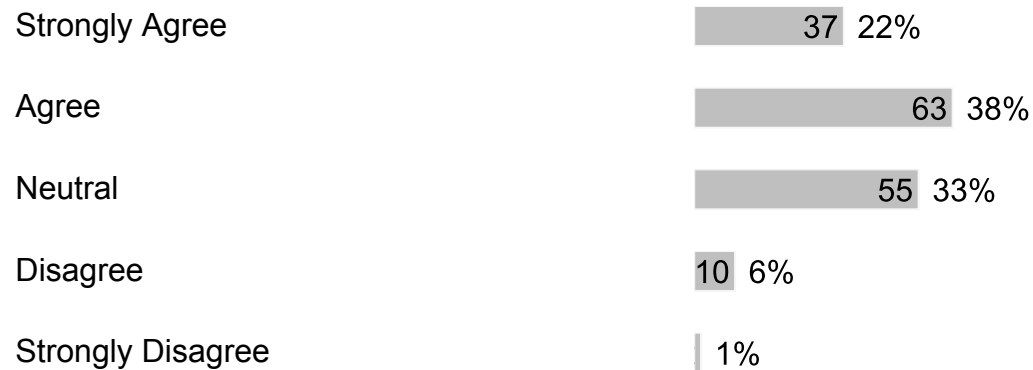 Strongly Agree 37 22%
Agree 63 38%
Neutral 55 33%
Disagree 10 6%
Strongly Disagree 1%